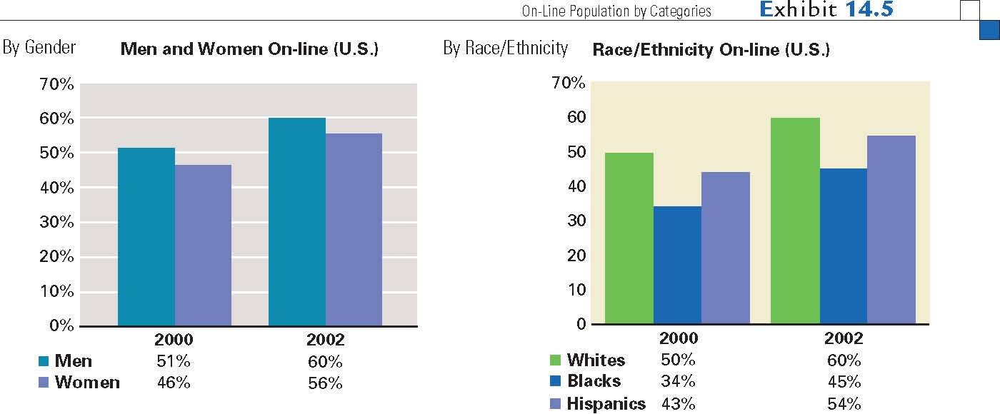 On-Line Population by Categories Exhibit 14.5
By Gender Men and Women On-line (U.S.)
70%
60%
50%
40%
30%
20%
10%
0%
2000 2002
Men 51% 60%
Women 46% 56%
By Race/Ethnicity Race/Ethnicity On-line (U.S.)
70%
60
50
40
30
20
10
0
2000 2002
Whites 50% 60%
Blacks 34% 45%
Hispanics 43% 54%